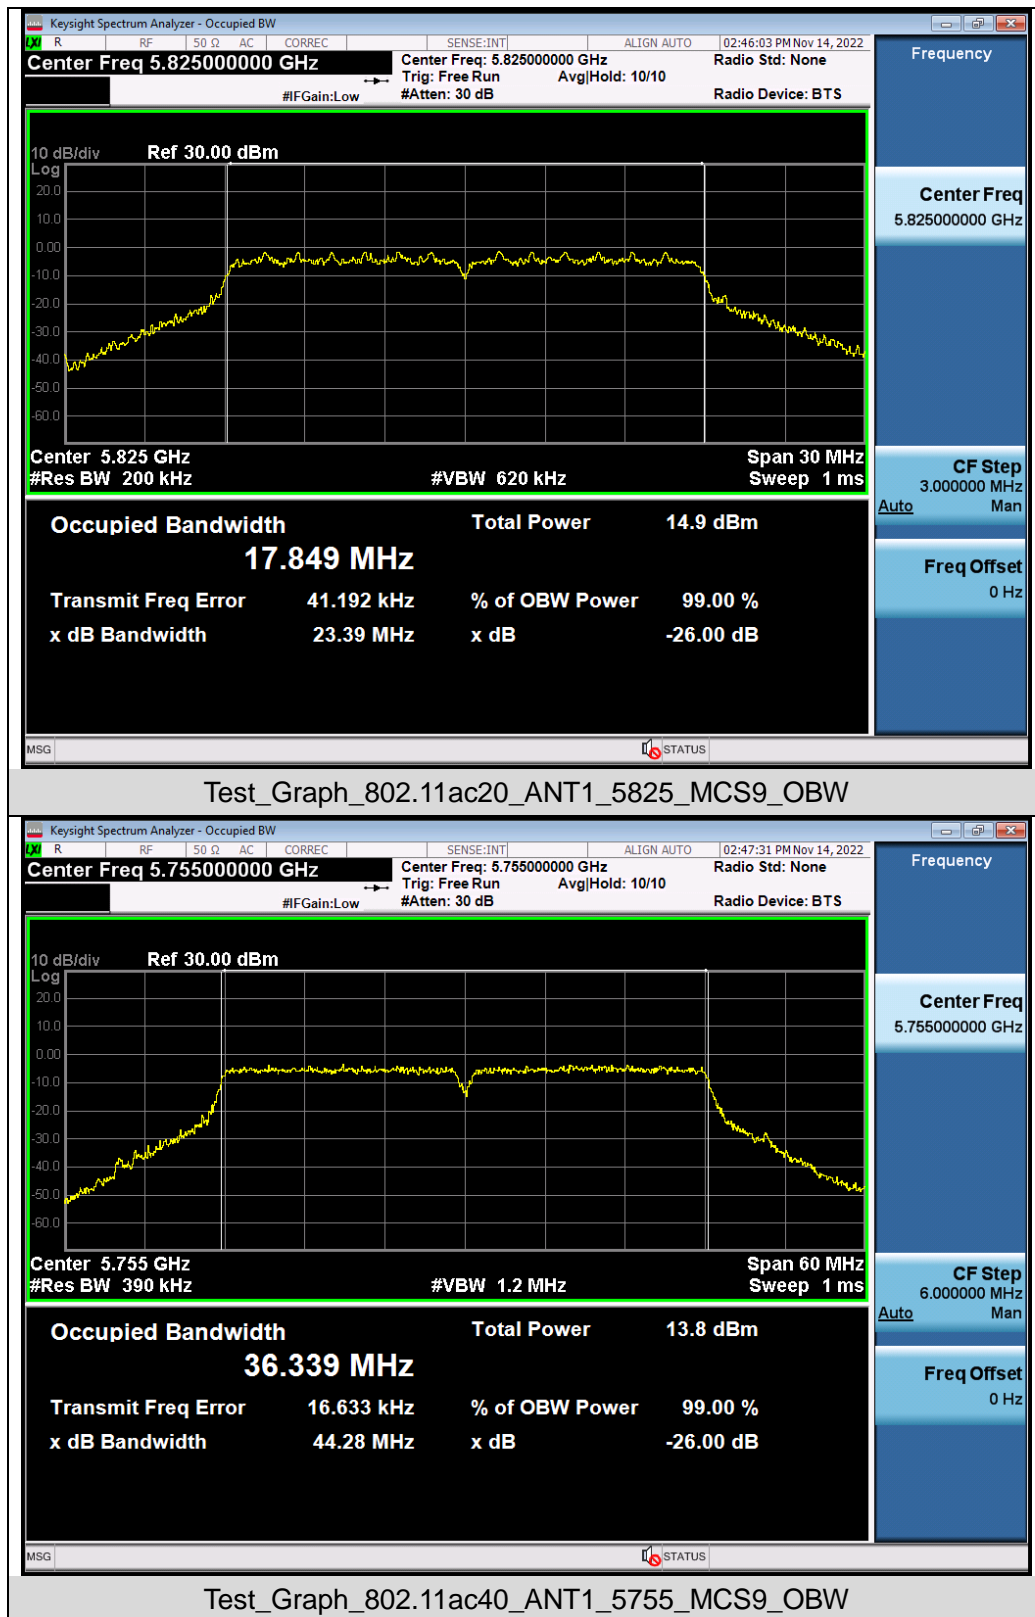 Keysight Spectrum Analyzer - Occupied BW
LXI R RF 50 Ω AC CORREC SENSE:INT ALIGN AUTO 02:46:03 PM Nov 14, 2022
Center Freq 5.825000000 GHz
Center Freq: 5.825000000 GHz
Radio Std: None
Trig: Free Run Avg|Hold: 10/10
#IFGain:Low
#Atten: 30 dB
Radio Device: BTS
Frequency
10 dB/div Ref 30.00 dBm
Log
20.0
10.0
0.00
-10.0
-20.0
-30.0
-40.0
-50.0
-60.0
Center 5.825 GHz Span 30 MHz
#Res BW 200 kHz #VBW 620 kHz Sweep 1 ms
Center Freq
5.825000000 GHz
CF Step
3.000000 MHz
Auto Man
Freq Offset
0 Hz
Occupied Bandwidth Total Power 14.9 dBm
17.849 MHz
Transmit Freq Error 41.192 kHz % of OBW Power 99.00 %
x dB Bandwidth 23.39 MHz x dB -26.00 dB
MSG STATUS
Test_Graph_802.11ac20_ANT1_5825_MCS9_OBW
Keysight Spectrum Analyzer - Occupied BW
LXI R RF 50 Ω AC CORREC SENSE:INT ALIGN AUTO 02:47:31 PM Nov 14, 2022
Center Freq 5.755000000 GHz
Center Freq: 5.755000000 GHz
Radio Std: None
Trig: Free Run Avg|Hold: 10/10
#IFGain:Low
#Atten: 30 dB
Radio Device: BTS
Frequency
10 dB/div Ref 30.00 dBm
Log
20.0
10.0
0.00
-10.0
-20.0
-30.0
-40.0
-50.0
-60.0
Center 5.755 GHz Span 60 MHz
#Res BW 390 kHz #VBW 1.2 MHz Sweep 1 ms
Center Freq
5.755000000 GHz
CF Step
6.000000 MHz
Auto Man
Freq Offset
0 Hz
Occupied Bandwidth Total Power 13.8 dBm
36.339 MHz
Transmit Freq Error 16.633 kHz % of OBW Power 99.00 %
x dB Bandwidth 44.28 MHz x dB -26.00 dB
MSG STATUS
Test_Graph_802.11ac40_ANT1_5755_MCS9_OBW